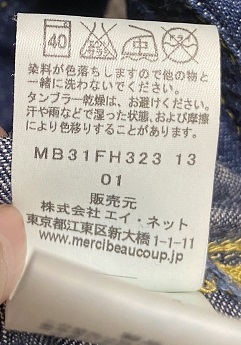 40
染料が色落ちしますので他の物と
一緒に洗わないでください。
タンブラー乾燥は、お避けください。
汗や雨などで湿った状態、および摩擦
により色移りすることがあります。
MB31FH323 13
01
販売元
株式会社 エイ・ネット
東京都江東区新大橋1-1-11
www.mercibeaucoup.jp